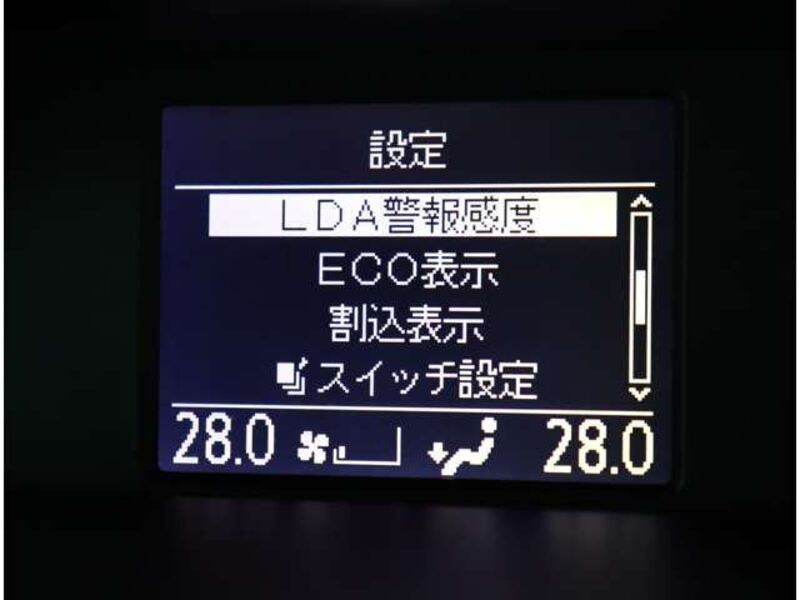 設定
LDA警報感度
ECO表示
割込表示
スイッチ設定
28.0 28.0